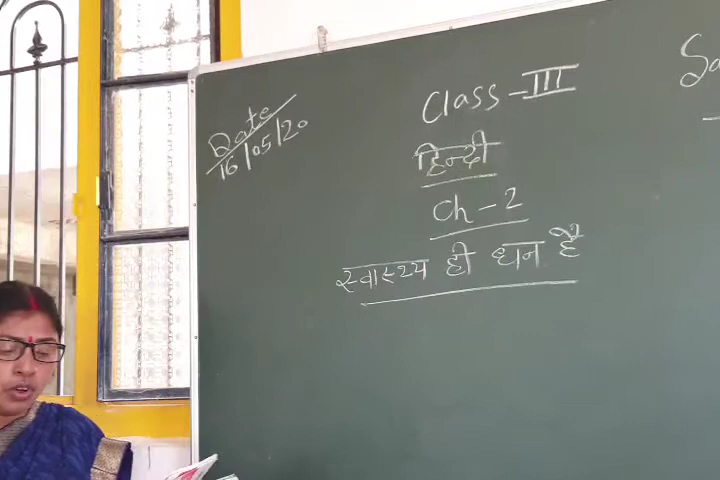 Date
16/05/20
Class - III
हिन्दी
Ch - 2
स्वास्थ्य ही धन है